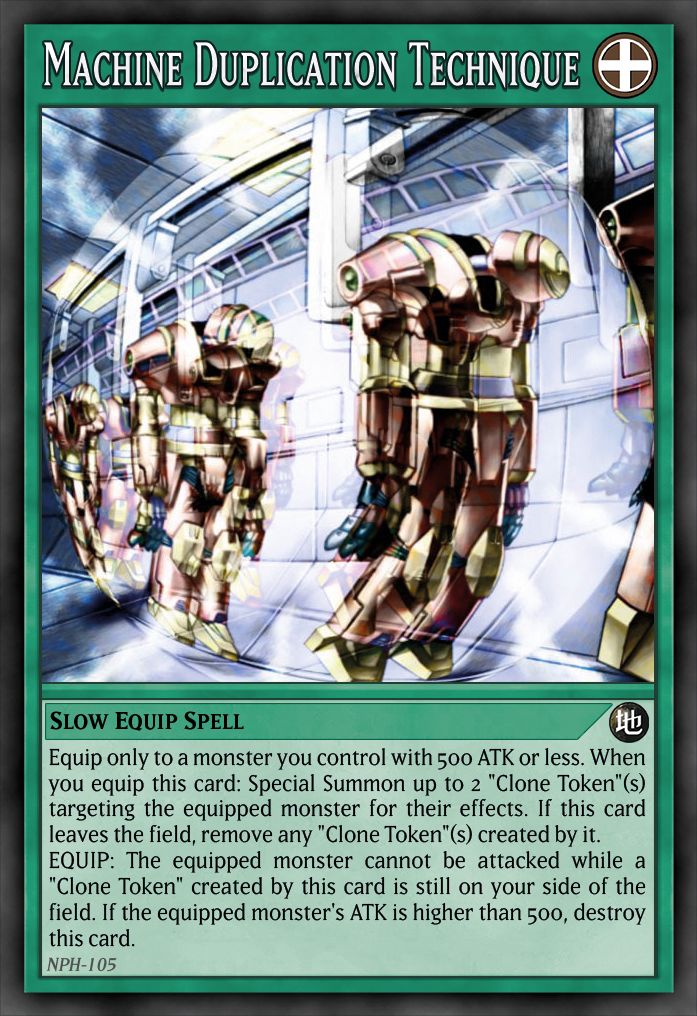 Machine Duplication Technique
Slow Equip Spell
Equip only to a monster you control with 500 ATK or less. When
you equip this card: Special Summon up to 2 "Clone Token"(s)
targeting the equipped monster for their effects. If this card
leaves the field, remove any "Clone Token"(s) created by it.
EQUIP: The equipped monster cannot be attacked while a
"Clone Token" created by this card is still on your side of the
field. If the equipped monster's ATK is higher than 500, destroy
this card.
NPH-105